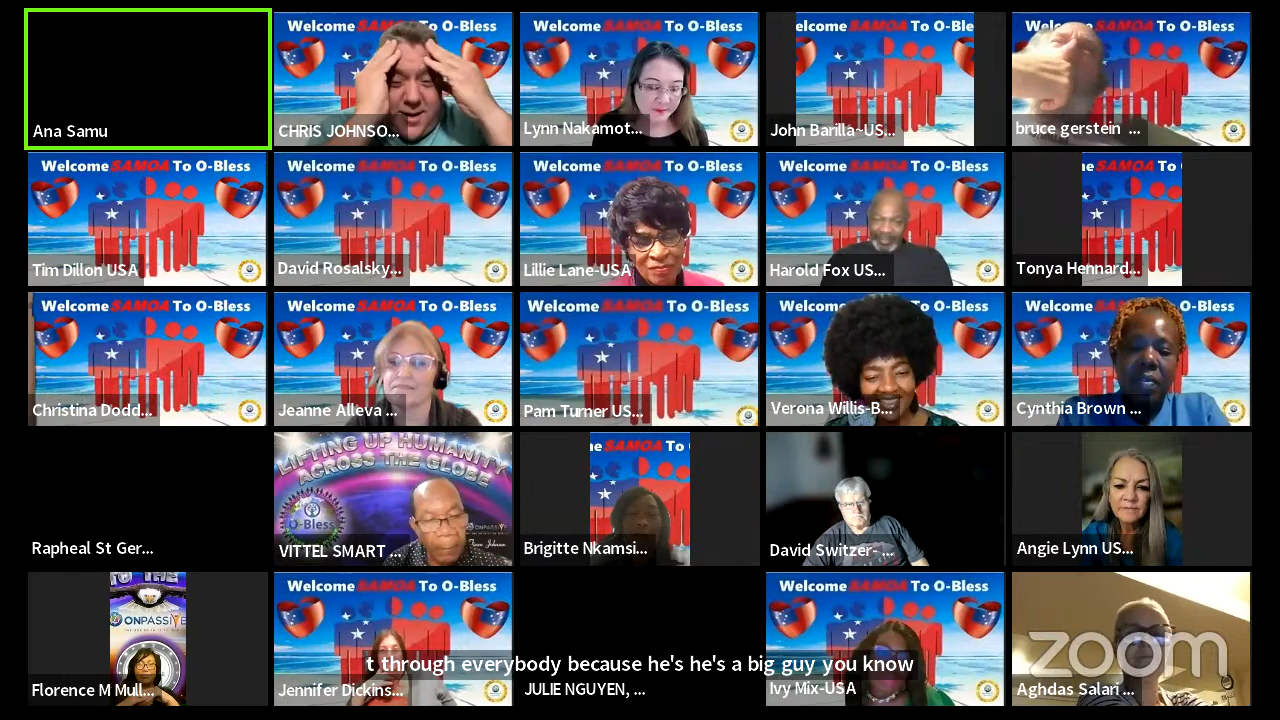 Ana Samu
Welcome SAMOA To O-Bless
CHRIS JOHNSO...
Welcome SAMOA To O-Bless
Lynn Nakamot...
lcome SAMOA To O-Bles
John Barilla~US...
Welcome To O-Bless
bruce gerstein ...
Welcome SAMOA To O-Bless
Tim Dillon USA
Welcome SAMOA To O-Bless
David Rosalsky...
Welcome SAMOA To O-Bless
Lillie Lane-USA
Welcome SAMOA To O-Bless
Harold Fox US...
ne SAMOA To
Tonya Hennard...
Welcome SAMOA To O-Bless
Christina Dodd...
Welcome SAMOA To O-Bless
Jeanne Alleva ...
Welcome SAMOA To O-Bless
Pam Turner US...
Welcome To O-Bless
Verona Willis-B...
Welcome To O-Bless
Cynthia Brown ...
Rapheal St Ger...
LIFTING UP HUMANITY
ACROSS THE GLOBE
O-Bless
ONPASSIVE
VITTEL SMART ...
ne SAMOA To
Brigitte Nkamsi...
David Switzer- ...
Angie Lynn US...
TO THE
ONPASSIVE
Florence M Mull...
Welcome SAMOA To O-Bless
Jennifer Dickins...
JULIE NGUYEN, ...
Welcome SAMOA To O-Bless
Ivy Mix-USA
zoom
Aghdas Salari ...
t through everybody because he's he's a big guy you know